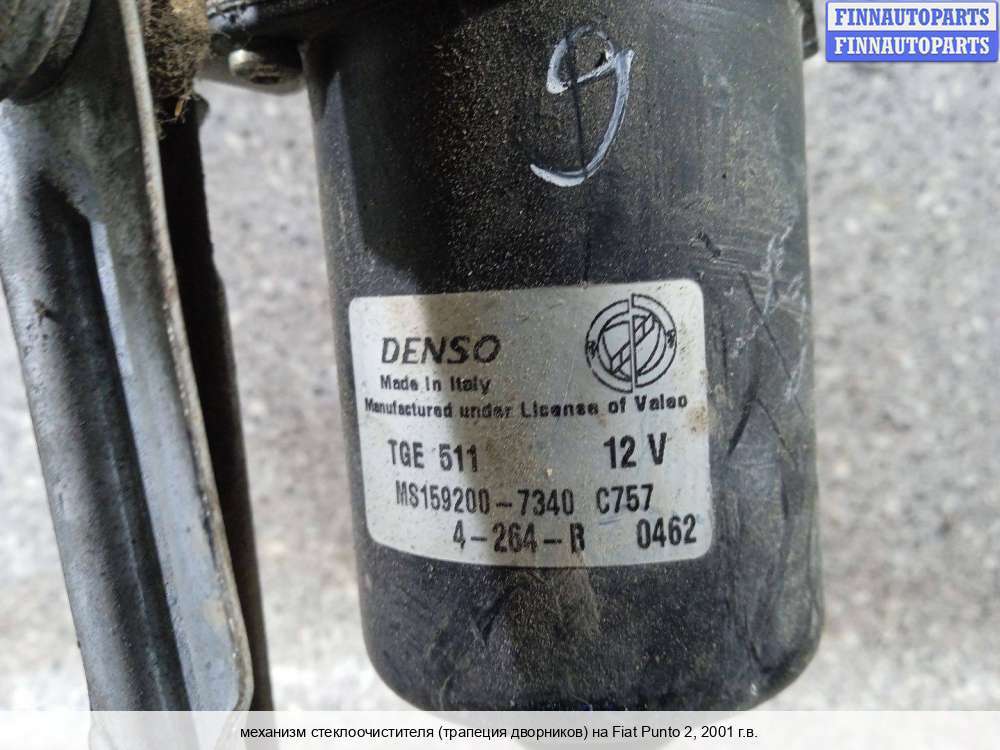 FINNAUTOPARTS
FINNAUTOPARTS
9
DENSO
Made in Italy
Manufactured under License of Valeo
TGE 511 12 V
MS159200-7340 C757
4-264-R 0462
механизм стеклоочистителя (трапеция дворников) на Fiat Punto 2, 2001 г.в.